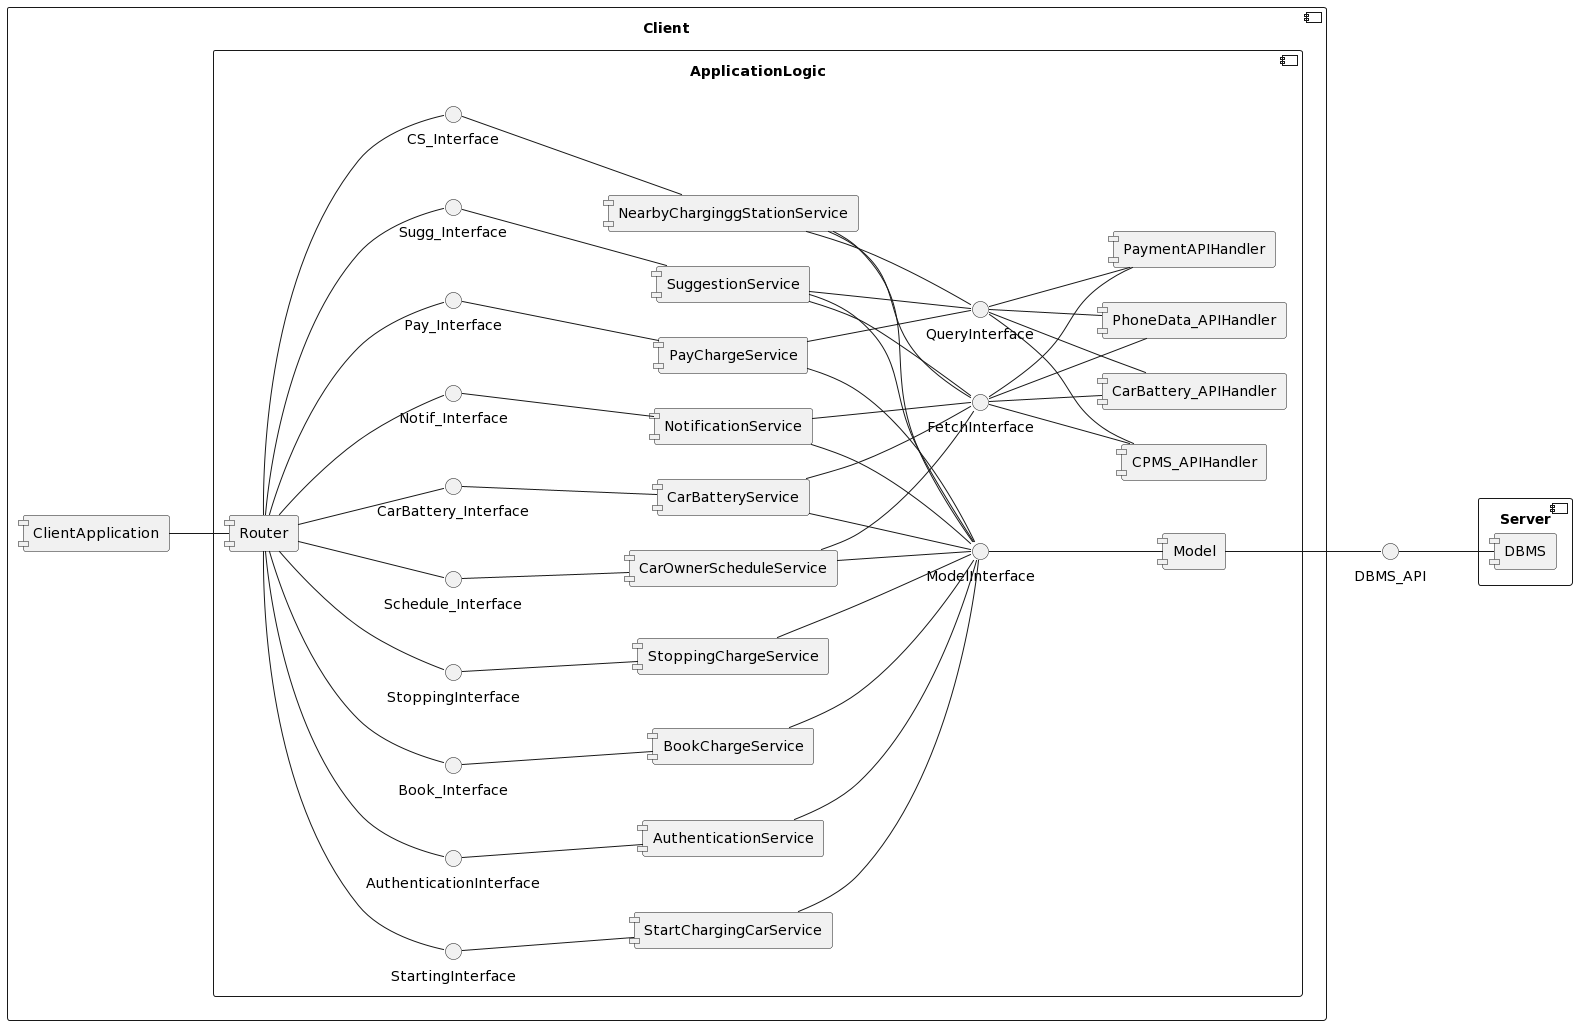 Client
ApplicationLogic
CS_Interface
NearbyCharginggStationService
Sugg_Interface
PaymentAPIHandler
SuggestionService
Pay_Interface
QueryInterface
PhoneData_APIHandler
PayChargeService
Notif_Interface
CarBattery_APIHandler
NotificationService
FetchInterface
CPMS_APIHandler
CarBattery_Interface
CarBatteryService
ClientApplication
Router
Server
Model
DBMS
Schedule_Interface
CarOwnerScheduleService
ModelInterface
DBMS_API
StoppingInterface
StoppingChargeService
Book_Interface
BookChargeService
AuthenticationInterface
AuthenticationService
StartingInterface
StartChargingCarService